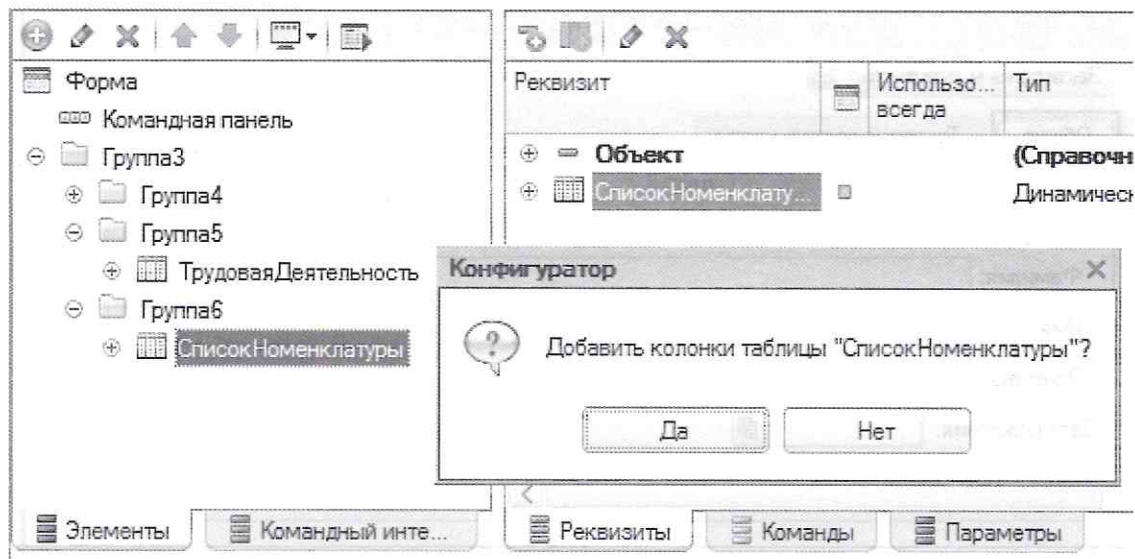 Форма
Командная панель
Группа3
Группа4
Группа5
ТрудоваяДеятельность
Группа6
СписокНоменклатуры
Элементы
Командный инте...
Реквизит
Использо...
всегда
Тип
Объект
(Справочн
СписокНоменклату...
Динамическ
Конфигуратор
Добавить колонки таблицы "СписокНоменклатуры"?
Да
Нет
Реквизиты
Команды
Параметры